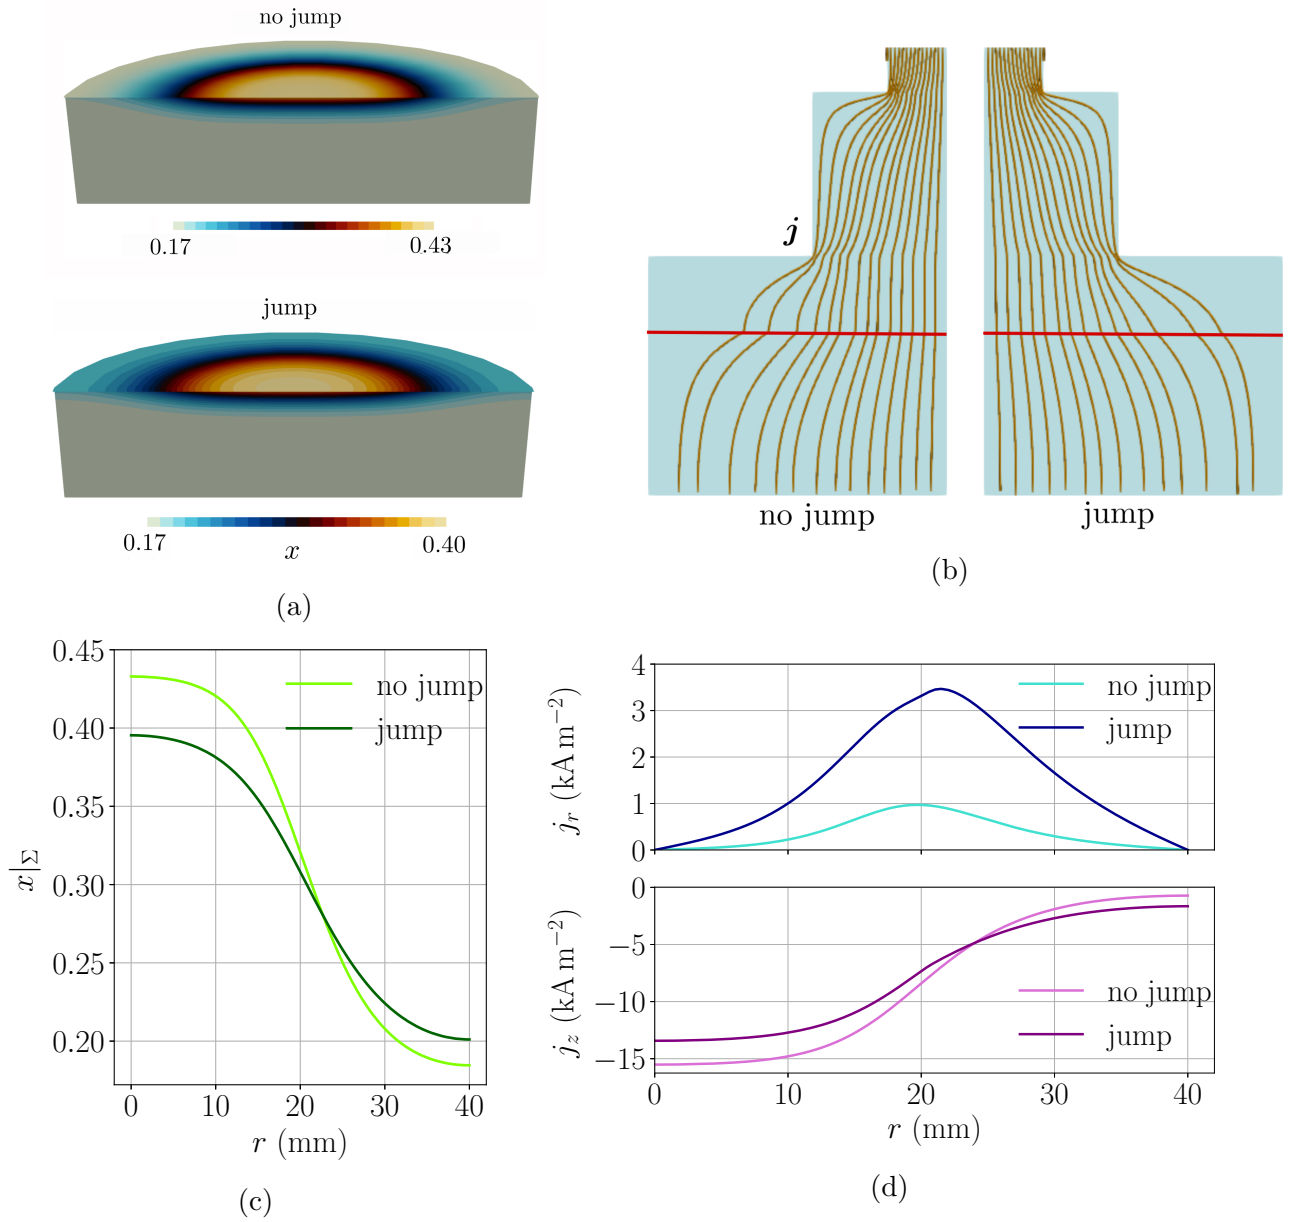 no jump
0.17
0.43
jump
0.17
0.40
x
(a)
j
no jump
jump
(b)
0.45
0.40
0.35
0.30
0.25
0.20
x|Σ
no jump
jump
0
10
20
30
40
r (mm)
(c)
4
3
2
1
0
j_r (kA m⁻²)
no jump
jump
0
−5
−10
−15
j_z (kA m⁻²)
no jump
jump
0
10
20
30
40
r (mm)
(d)